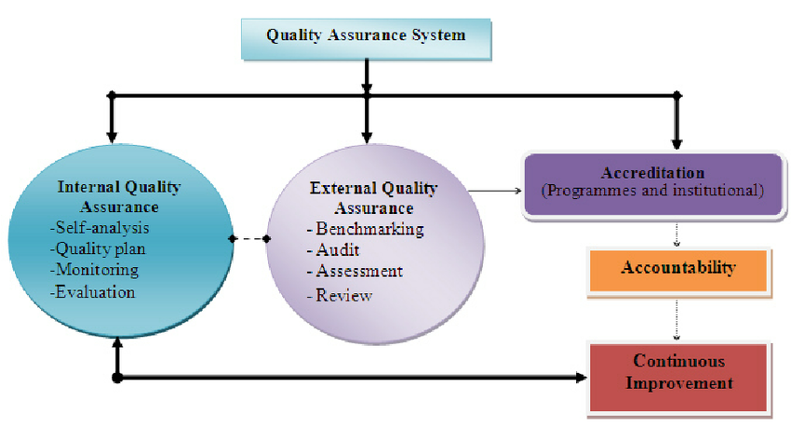 Quality Assurance System
Internal Quality
Assurance
-Self-analysis
-Quality plan
-Monitoring
-Evaluation
External Quality
Assurance
- Benchmarking
- Audit
- Assessment
- Review
Accreditation
(Programmes and institutional)
Accountability
Continuous
Improvement